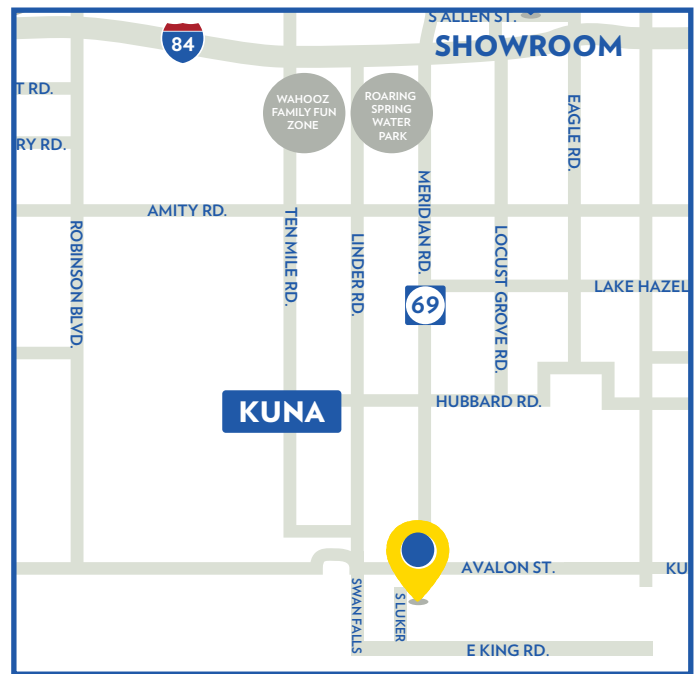 S ALLEN ST.
SHOWROOM
84
T RD.
WAHOOZ
FAMILY FUN
ZONE
ROARING
SPRING
WATER
PARK
EAGLE RD.
RY RD.
MERIDIAN RD.
AMITY RD.
TEN MILE RD.
ROBINSON BLVD.
LINDER RD.
LOCUST GROVE RD.
LAKE HAZEL
69
KUNA
HUBBARD RD.
AVALON ST.
KU
SWAN FALLS
S LUKER
E KING RD.